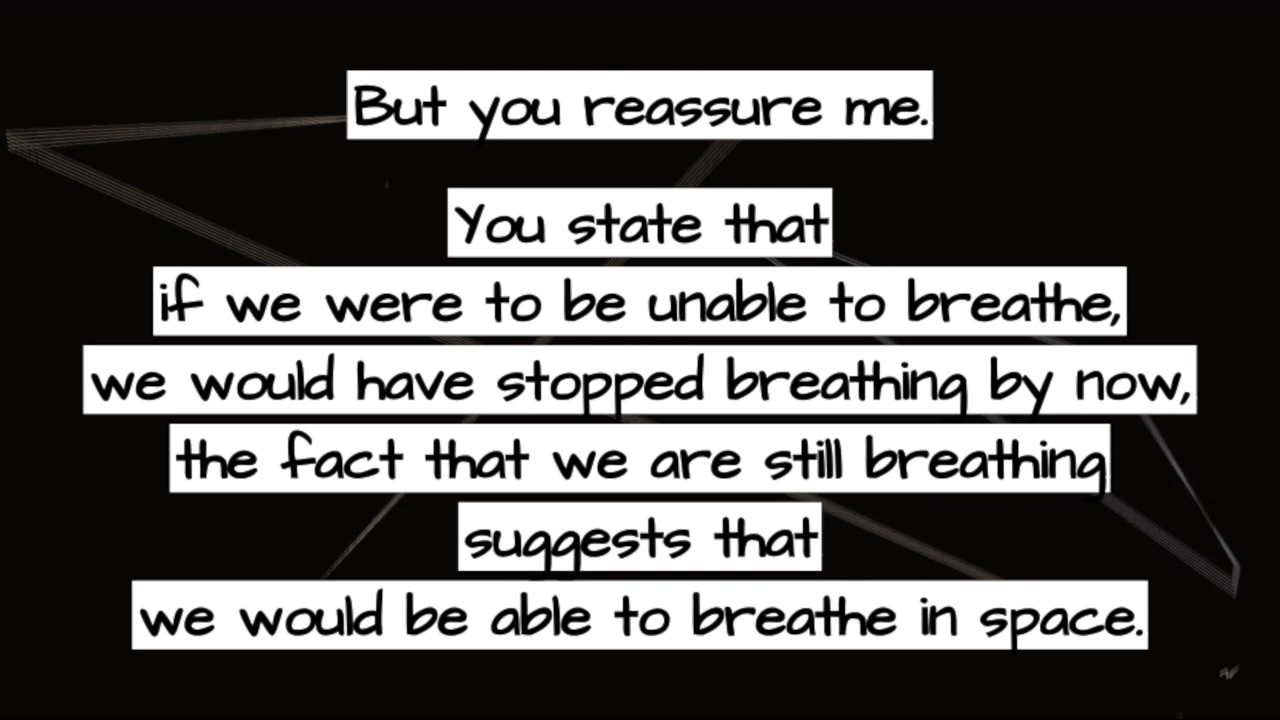 But you reassure me.
You state that
if we were to be unable to breathe,
we would have stopped breathing by now,
the fact that we are still breathing
suggests that
we would be able to breathe in space.